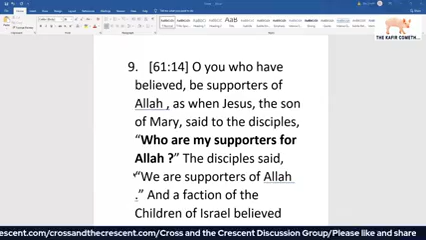 THE KAFIR COMETH...
9. [61:14] O you who have
believed, be supporters of
Allah , as when Jesus, the son
of Mary, said to the disciples,
“Who are my supporters for
Allah ?” The disciples said,
“We are supporters of Allah
.” And a faction of the
Children of Israel believed
escent.com/crossandthecrescent.com/Cross and the Crescent Discussion Group/Please like and share